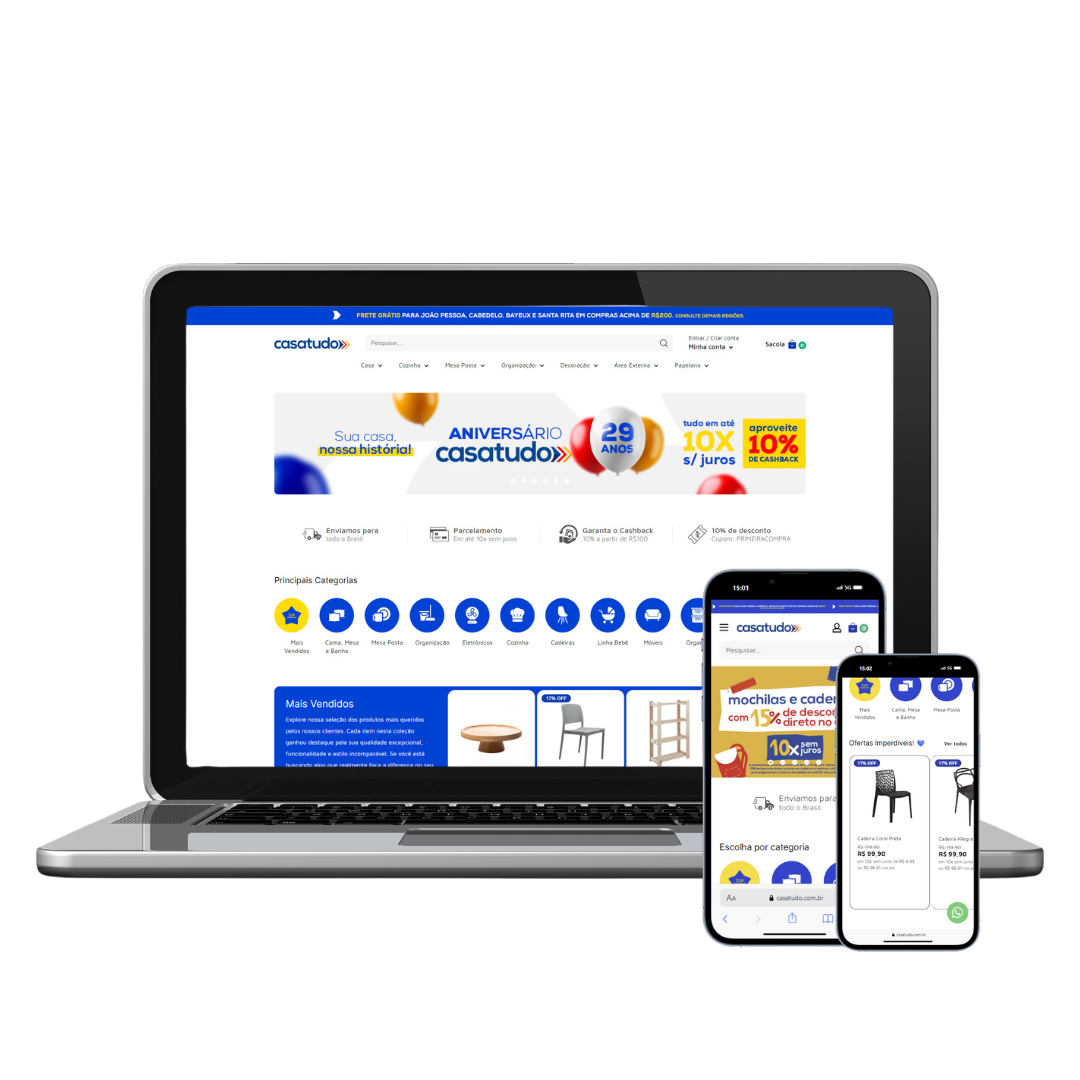 FRETE GRÁTIS PARA JOÃO PESSOA, CABEDELO, BAYEUX E SANTA RITA EM COMPRAS ACIMA DE R$200. CONSULTE DEMAIS REGIÕES.
casatudo
Pesquisar...
Entrar / Criar conta
Minha conta
Sacola
0
Casa
Cozinha
Mesa Posta
Organização
Decoração
Área Externa
Papelaria
Sua casa,
nossa história!
ANIVERSÁRIO
casatudo
29
ANOS
tudo em até
10X
s/ juros
aproveite
10%
DE CASHBACK
Enviamos para
todo o Brasil
Parcelamento
Em até 10x sem juros
Garanta o Cashback
10% a partir de R$100
10% de desconto
Cupom: PRIMEIRACOMPRA
Principais Categorias
Mais
Vendidos
Cama, Mesa
e Banho
Mesa Posta
Organização
Eletrônicos
Cozinha
Cadeiras
Linha Bebê
Móveis
Orga
Mais Vendidos
Explore nossa seleção dos produtos mais queridos
pelos nossos clientes. Cada item nesta coleção
ganhou destaque pela sua qualidade excepcional,
funcionalidade e estilo incomparável. Se você está
buscando algo que realmente faça a diferença no seu
17% OFF
15:01
5G
casatudo
0
Pesquisar...
mochilas e cader
com 15% de descon
direto no
10x sem
juros
Enviamos para
todo o Brasil.
Escolha por categoria
AA
casatudo.com.br
15:02
5G
Mais
Vendidos
Cama, Mesa
e Banho
Mesa Posta
Ofertas Imperdíveis! 💙
Ver todos
17% OFF
Cadeira Coral Preta
R$ 119,90
R$ 99,90
em 10x sem juros de R$ 9,99
ou R$ 96,01 via pix
17% OFF
Cadeira Allegra
R$ 119,90
R$ 99,90
em 10x sem juros
ou R$ 96,01 via
casatudo.com.br